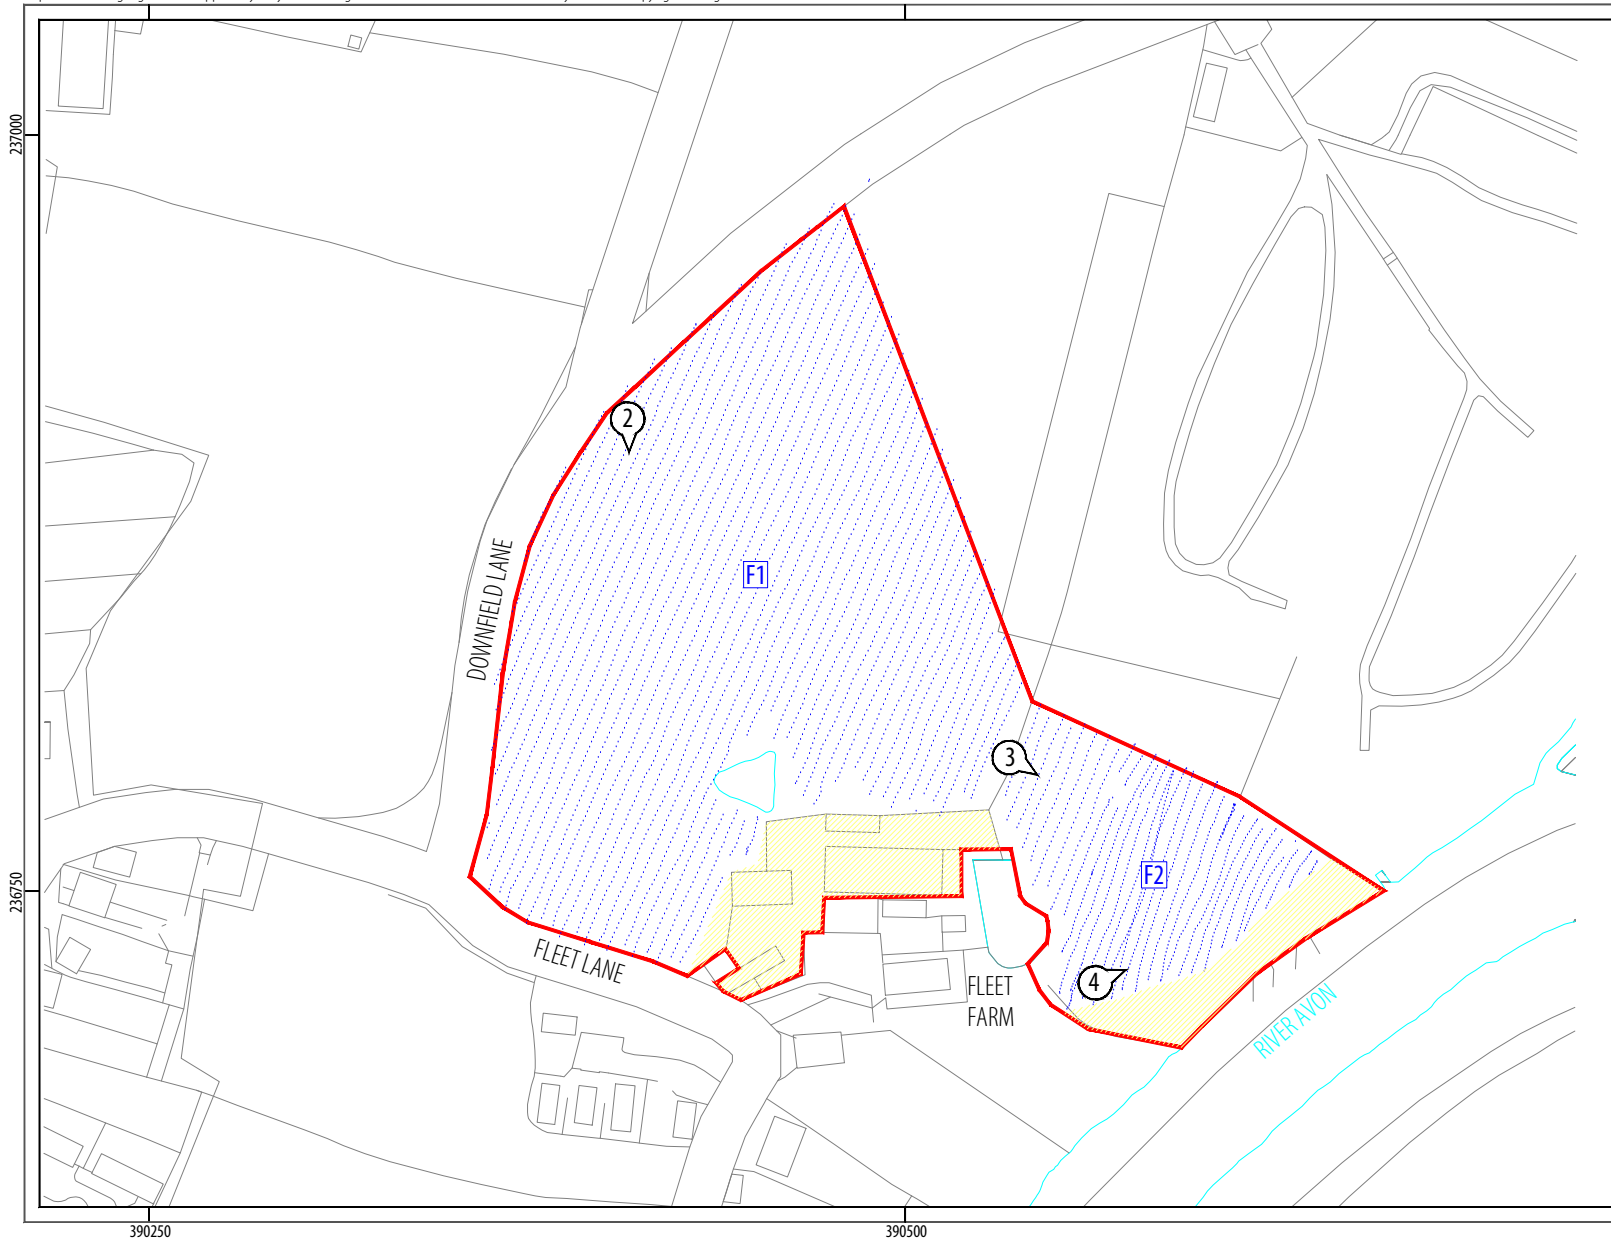 237000
2
F1
DOWNFIELD LANE
3
236750
F2
FLEET LANE
4
FLEET
FARM
RIVER AVON
390250
390500